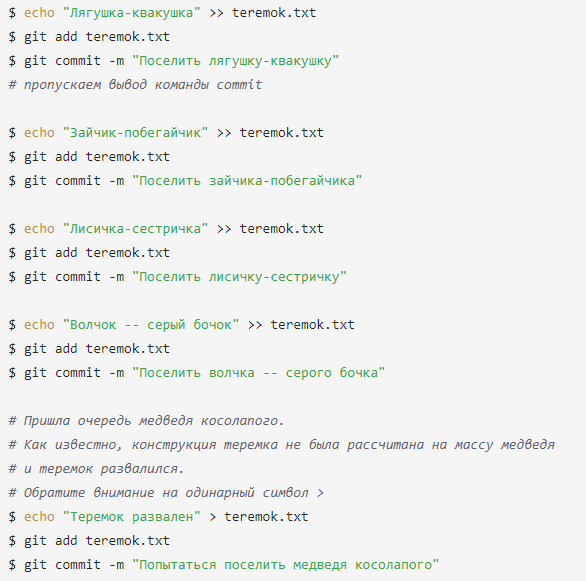 $ echo "Лягушка-квакушка" >> teremok.txt
$ git add teremok.txt
$ git commit -m "Поселить лягушку-квакушку"
# пропускаем вывод команды commit
$ echo "Зайчик-побегайчик" >> teremok.txt
$ git add teremok.txt
$ git commit -m "Поселить зайчика-побегайчика"
$ echo "Лисичка-сестричка" >> teremok.txt
$ git add teremok.txt
$ git commit -m "Поселить лисичку-сестричку"
$ echo "Волчок -- серый бочок" >> teremok.txt
$ git add teremok.txt
$ git commit -m "Поселить волчка -- серого бочка"
# Пришла очередь медведя косолапого.
# Как известно, конструкция теремка не была рассчитана на массу медведя
# и теремок развалился.
# Обратите внимание на одинарный символ >
$ echo "Теремок развален" > teremok.txt
$ git add teremok.txt
$ git commit -m "Попытаться поселить медведя косолапого"